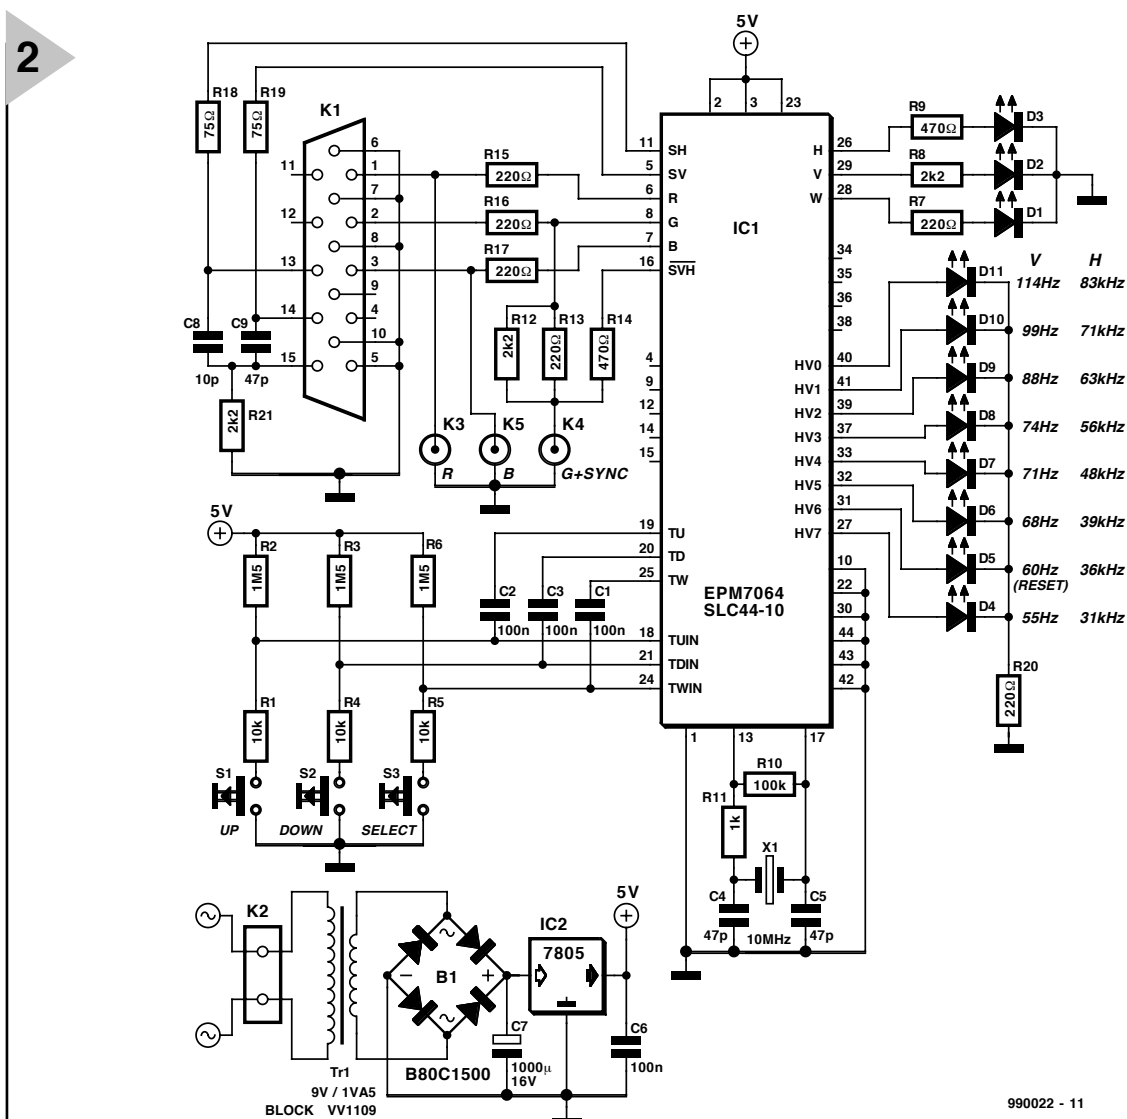 2
5V
2 3 23
R18
75Ω
R19
75Ω
K1
6
11 1
7
12 2
8
13 3
9
14 4
10
15 5
C8
10p
C9
47p
R21
2k2
R15
220Ω
R16
220Ω
R17
220Ω
R12
2k2
R13
220Ω
R14
470Ω
K3
R
K5
B
K4
G+SYNC
IC1
EPM7064
SLC44-10
11 SH
5 SV
6 R
8 G
7 B
16 SVH
4
9
12
14
15
19 TU
20 TD
25 TW
18 TUIN
21 TDIN
24 TWIN
H 26
V 29
W 28
34
35
36
38
HV0 40
HV1 41
HV2 39
HV3 37
HV4 33
HV5 32
HV6 31
HV7 27
10
22
30
44
43
42
1 13 17
R9
470Ω
D3
R8
2k2
D2
R7
220Ω
D1
V H
D11 114Hz 83kHz
D10 99Hz 71kHz
D9 88Hz 63kHz
D8 74Hz 56kHz
D7 71Hz 48kHz
D6 68Hz 39kHz
D5 60Hz 36kHz
(RESET)
D4 55Hz 31kHz
R20
220Ω
5V
R2
1M5
R3
1M5
R6
1M5
C2
100n
C3
100n
C1
100n
R1
10k
R4
10k
R5
10k
S1
UP
S2
DOWN
S3
SELECT
R10
100k
R11
1k
X1
10MHz
C4
47p
C5
47p
K2
Tr1
9V / 1VA5
BLOCK VV1109
B1
B80C1500
C7
1000µ
16V
IC2
7805
5V
C6
100n
990022 - 11